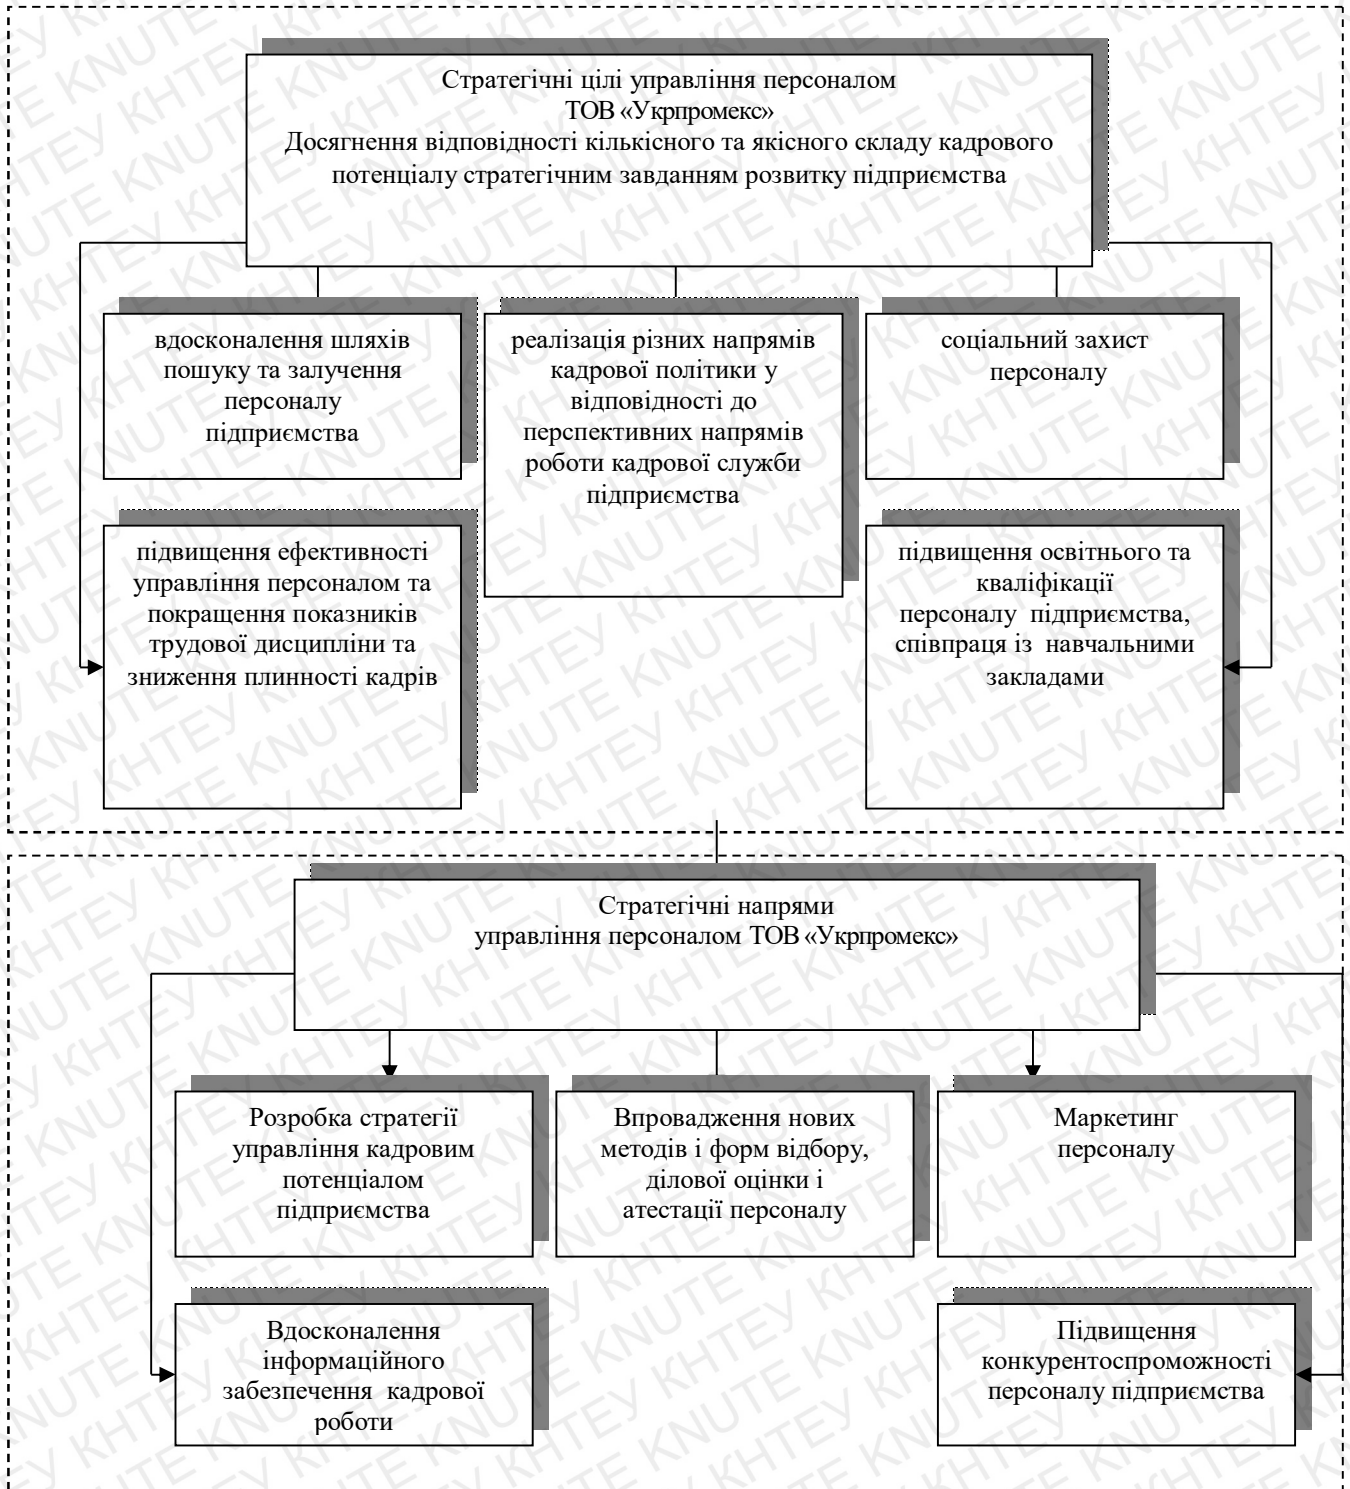 Стратегічні цілі управління персоналом
ТОВ «Укрпромекс»
Досягнення відповідності кількісного та якісного складу кадрового
потенціалу стратегічним завданням розвитку підприємства
вдосконалення шляхів
пошуку та залучення
персоналу
підприємства
реалізація різних напрямів
кадрової політики у
відповідності до
перспективних напрямів
роботи кадрової служби
підприємства
соціальний захист
персоналу
підвищення ефективності
управління персоналом та
покращення показників
трудової дисципліни та
зниження плинності кадрів
підвищення освітнього та
кваліфікації
персоналу підприємства,
співпраця із навчальними
закладами
Стратегічні напрями
управління персоналом ТОВ «Укрпромекс»
Розробка стратегії
управління кадровим
потенціалом
підприємства
Впровадження нових
методів і форм відбору,
ділової оцінки і
атестації персоналу
Маркетинг
персоналу
Вдосконалення
інформаційного
забезпечення кадрової
роботи
Підвищення
конкурентоспроможності
персоналу підприємства